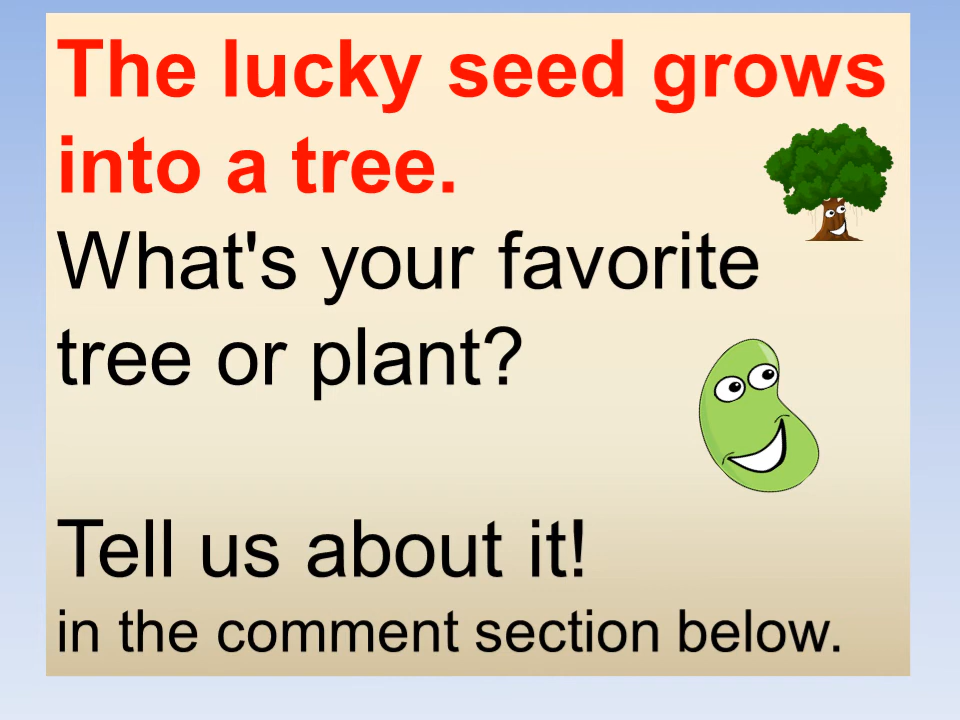 The lucky seed grows
into a tree.
What's your favorite
tree or plant?
Tell us about it!
in the comment section below.